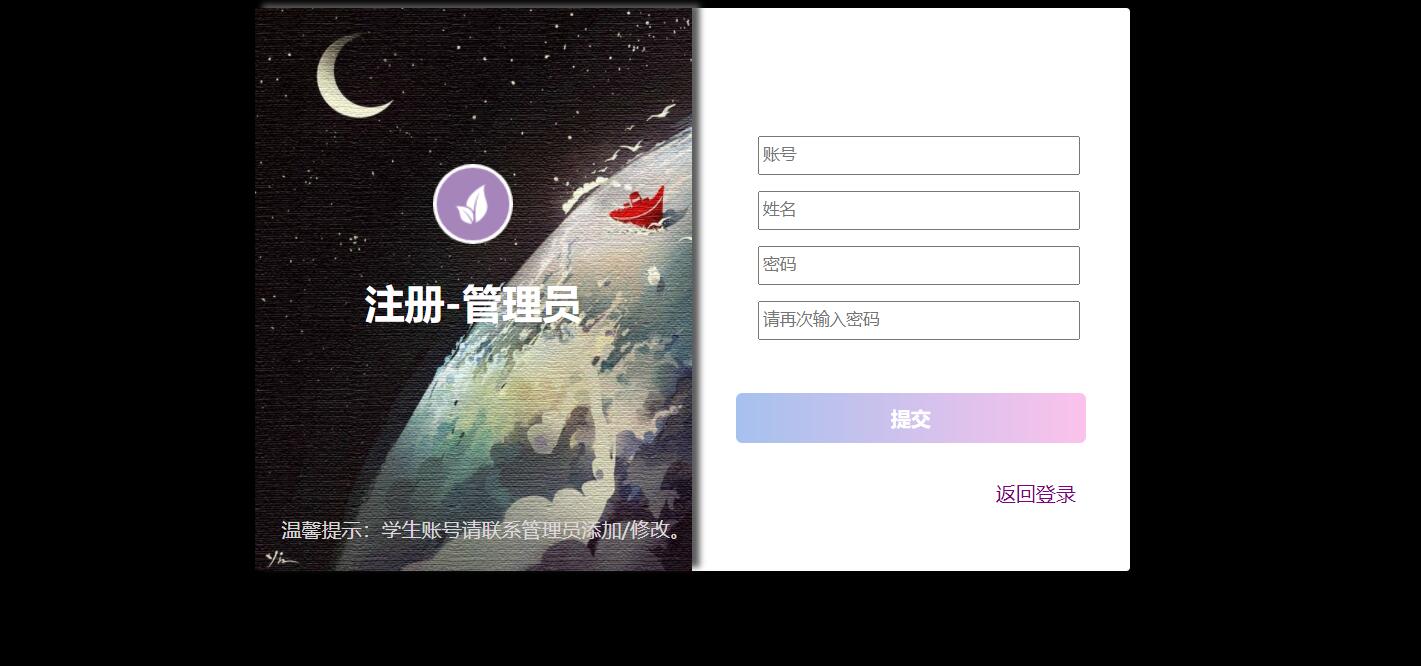 注册-管理员
温馨提示：学生账号请联系管理员添加/修改。
账号
姓名
密码
请再次输入密码
提交
返回登录